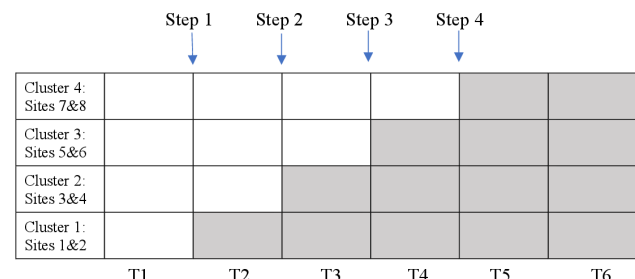 Step 1 Step 2 Step 3 Step 4
Cluster 4:
Sites 7&8
Cluster 3:
Sites 5&6
Cluster 2:
Sites 3&4
Cluster 1:
Sites 1&2
T1 T2 T3 T4 T5 T6